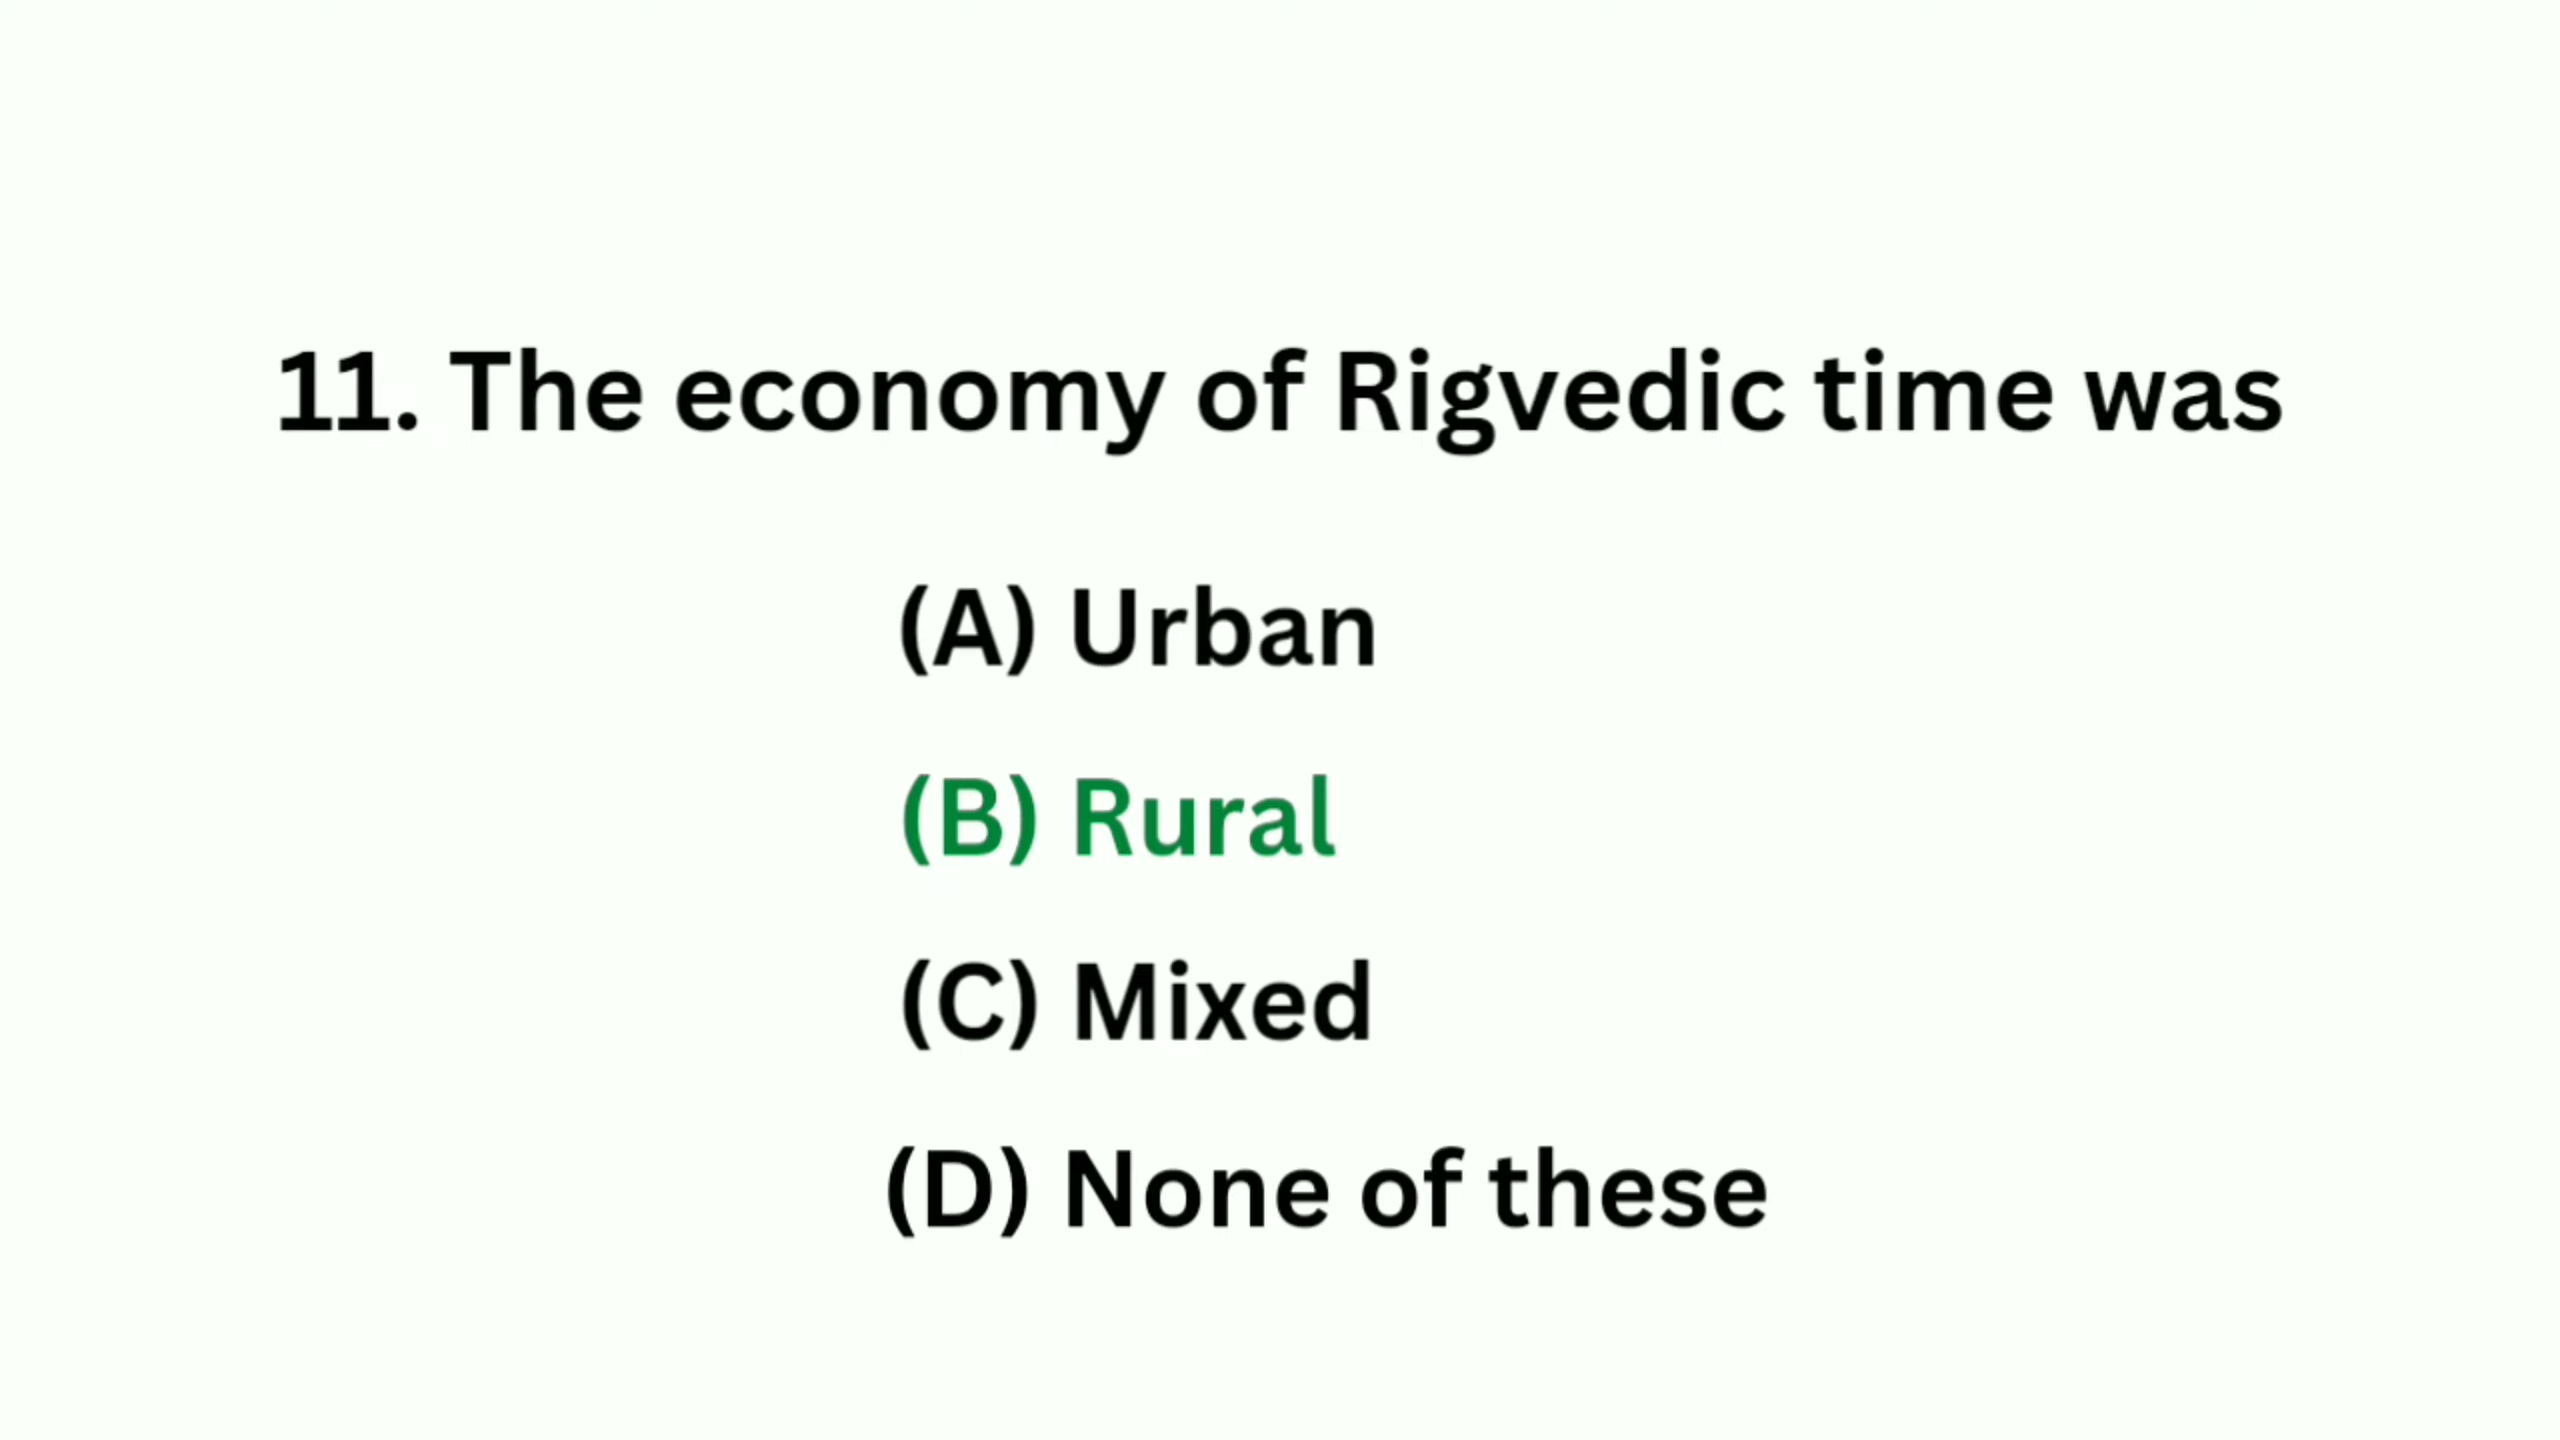 11. The economy of Rigvedic time was
(A) Urban
(B) Rural
(C) Mixed
(D) None of these